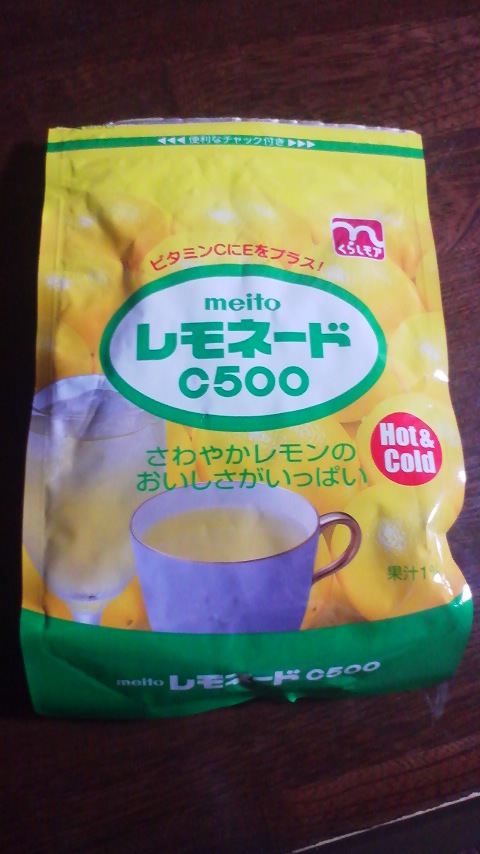 ◀◀◀便利なチャック付き▶▶▶
くらしモア
ビタミンCにEをプラス!
meito
レモネード
C500
Hot&
Cold
さわやかレモンの
おいしさがいっぱい
果汁1%
meito レモネード C500